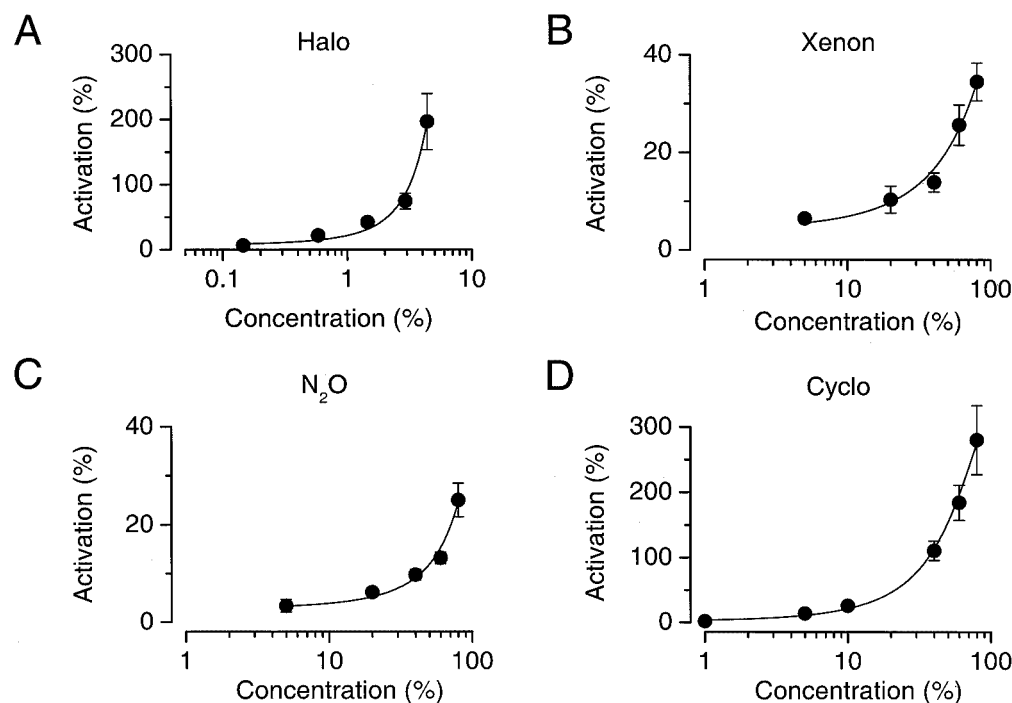 A
Halo
300
200
100
0
Activation (%)
0.1 1 10
Concentration (%)
B
Xenon
40
20
0
Activation (%)
1 10 100
Concentration (%)
C
N₂O
40
20
0
Activation (%)
1 10 100
Concentration (%)
D
Cyclo
300
200
100
0
Activation (%)
1 10 100
Concentration (%)